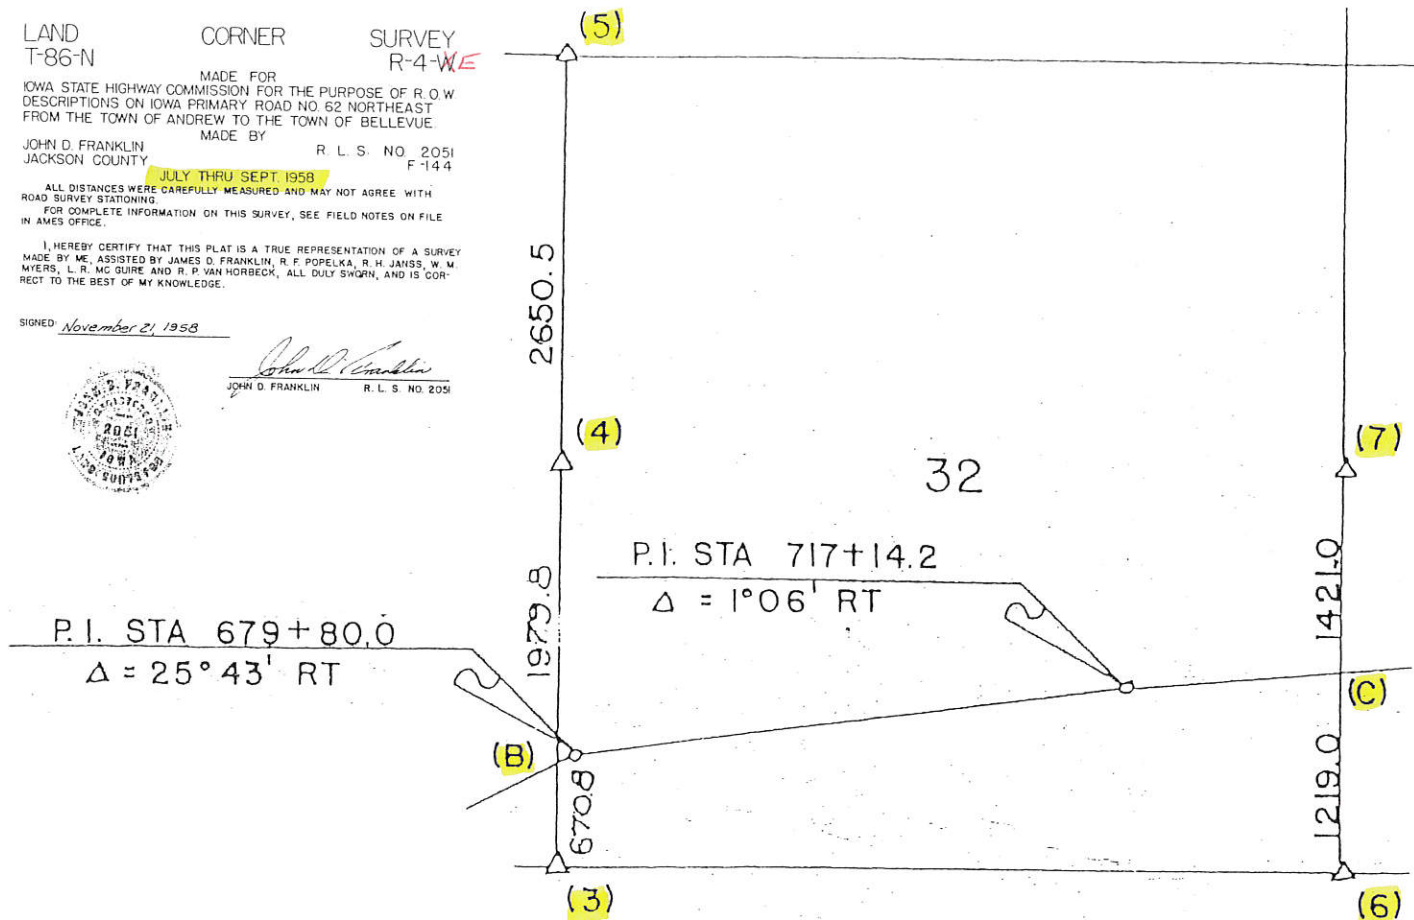 LAND CORNER SURVEY
T-86-N R-4-WE
MADE FOR
IOWA STATE HIGHWAY COMMISSION FOR THE PURPOSE OF R.O.W
DESCRIPTIONS ON IOWA PRIMARY ROAD NO. 62 NORTHEAST
FROM THE TOWN OF ANDREW TO THE TOWN OF BELLEVUE.
MADE BY
JOHN D. FRANKLIN R. L. S. NO. 2051
JACKSON COUNTY F-144
JULY THRU SEPT. 1958
ALL DISTANCES WERE CAREFULLY MEASURED AND MAY NOT AGREE WITH
ROAD SURVEY STATIONING.
FOR COMPLETE INFORMATION ON THIS SURVEY, SEE FIELD NOTES ON FILE
IN AMES OFFICE.
I, HEREBY CERTIFY THAT THIS PLAT IS A TRUE REPRESENTATION OF A SURVEY
MADE BY ME, ASSISTED BY JAMES D. FRANKLIN, R. F. POPELKA, R. H. JANSS, W. M.
MYERS, L. R. MC GUIRE AND R. P. VAN HORBECK, ALL DULY SWORN, AND IS COR-
RECT TO THE BEST OF MY KNOWLEDGE.
SIGNED: November 21, 1958
John D. Franklin
JOHN D. FRANKLIN R. L. S. NO. 2051
JOHN D. FRANKLIN
REGISTERED
2051
IOWA
LAND SURVEYOR
(5)
2650.5
(4)
32
(7)
P.I. STA 717+14.2
Δ = 1°06' RT
1979.8
1421.0
P.I. STA 679+80.0
Δ = 25°43' RT
(B)
(C)
670.8
1219.0
(3)
(6)